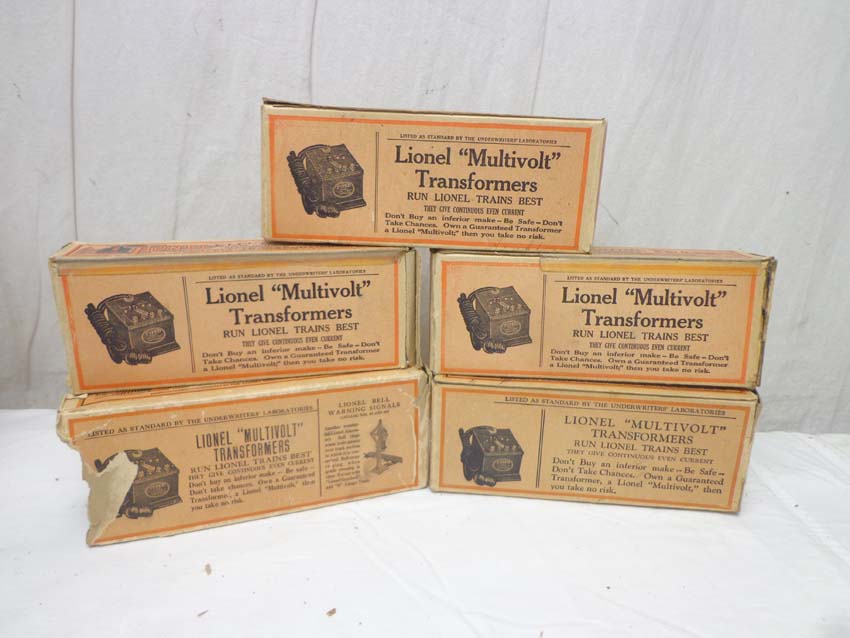 LISTED AS STANDARD BY THE UNDERWRITERS' LABORATORIES
Lionel "Multivolt"
Transformers
RUN LIONEL TRAINS BEST
THEY GIVE CONTINUOUS EVEN CURRENT
Don't Buy an inferior make—Be Safe—Don't
Take Chances. Own a Guaranteed Transformer
a Lionel "Multivolt," then you take no risk.
LISTED AS STANDARD BY THE UNDERWRITERS' LABORATORIES
Lionel "Multivolt"
Transformers
RUN LIONEL TRAINS BEST
THEY GIVE CONTINUOUS EVEN CURRENT
Don't Buy an inferior make—Be Safe—Don't
Take Chances. Own a Guaranteed Transformer
a Lionel "Multivolt," then you take no risk.
LISTED AS STANDARD BY THE UNDERWRITERS' LABORATORIES
Lionel "Multivolt"
Transformers
RUN LIONEL TRAINS BEST
THEY GIVE CONTINUOUS EVEN CURRENT
Don't Buy an inferior make—Be Safe—Don't
Take Chances. Own a Guaranteed Transformer
a Lionel "Multivolt," then you take no risk.
LISTED AS STANDARD BY THE UNDERWRITERS' LABORATORIES
LIONEL "MULTIVOLT"
TRANSFORMERS
RUN LIONEL TRAINS BEST
THEY GIVE CONTINUOUS EVEN CURRENT
Don't buy an inferior make—Be safe—
Don't take chances. Own a Guaranteed
Transformer, a Lionel "Multivolt," then
you take no risk.
LIONEL BELL
WARNING SIGNALS
LISTED AS STANDARD BY THE UNDERWRITERS' LABORATORIES
LIONEL "MULTIVOLT"
TRANSFORMERS
RUN LIONEL TRAINS BEST
THEY GIVE CONTINUOUS EVEN CURRENT
Don't Buy an inferior make—Be Safe—
Don't Take Chances. Own a Guaranteed
Transformer, a Lionel "Multivolt," then
you take no risk.